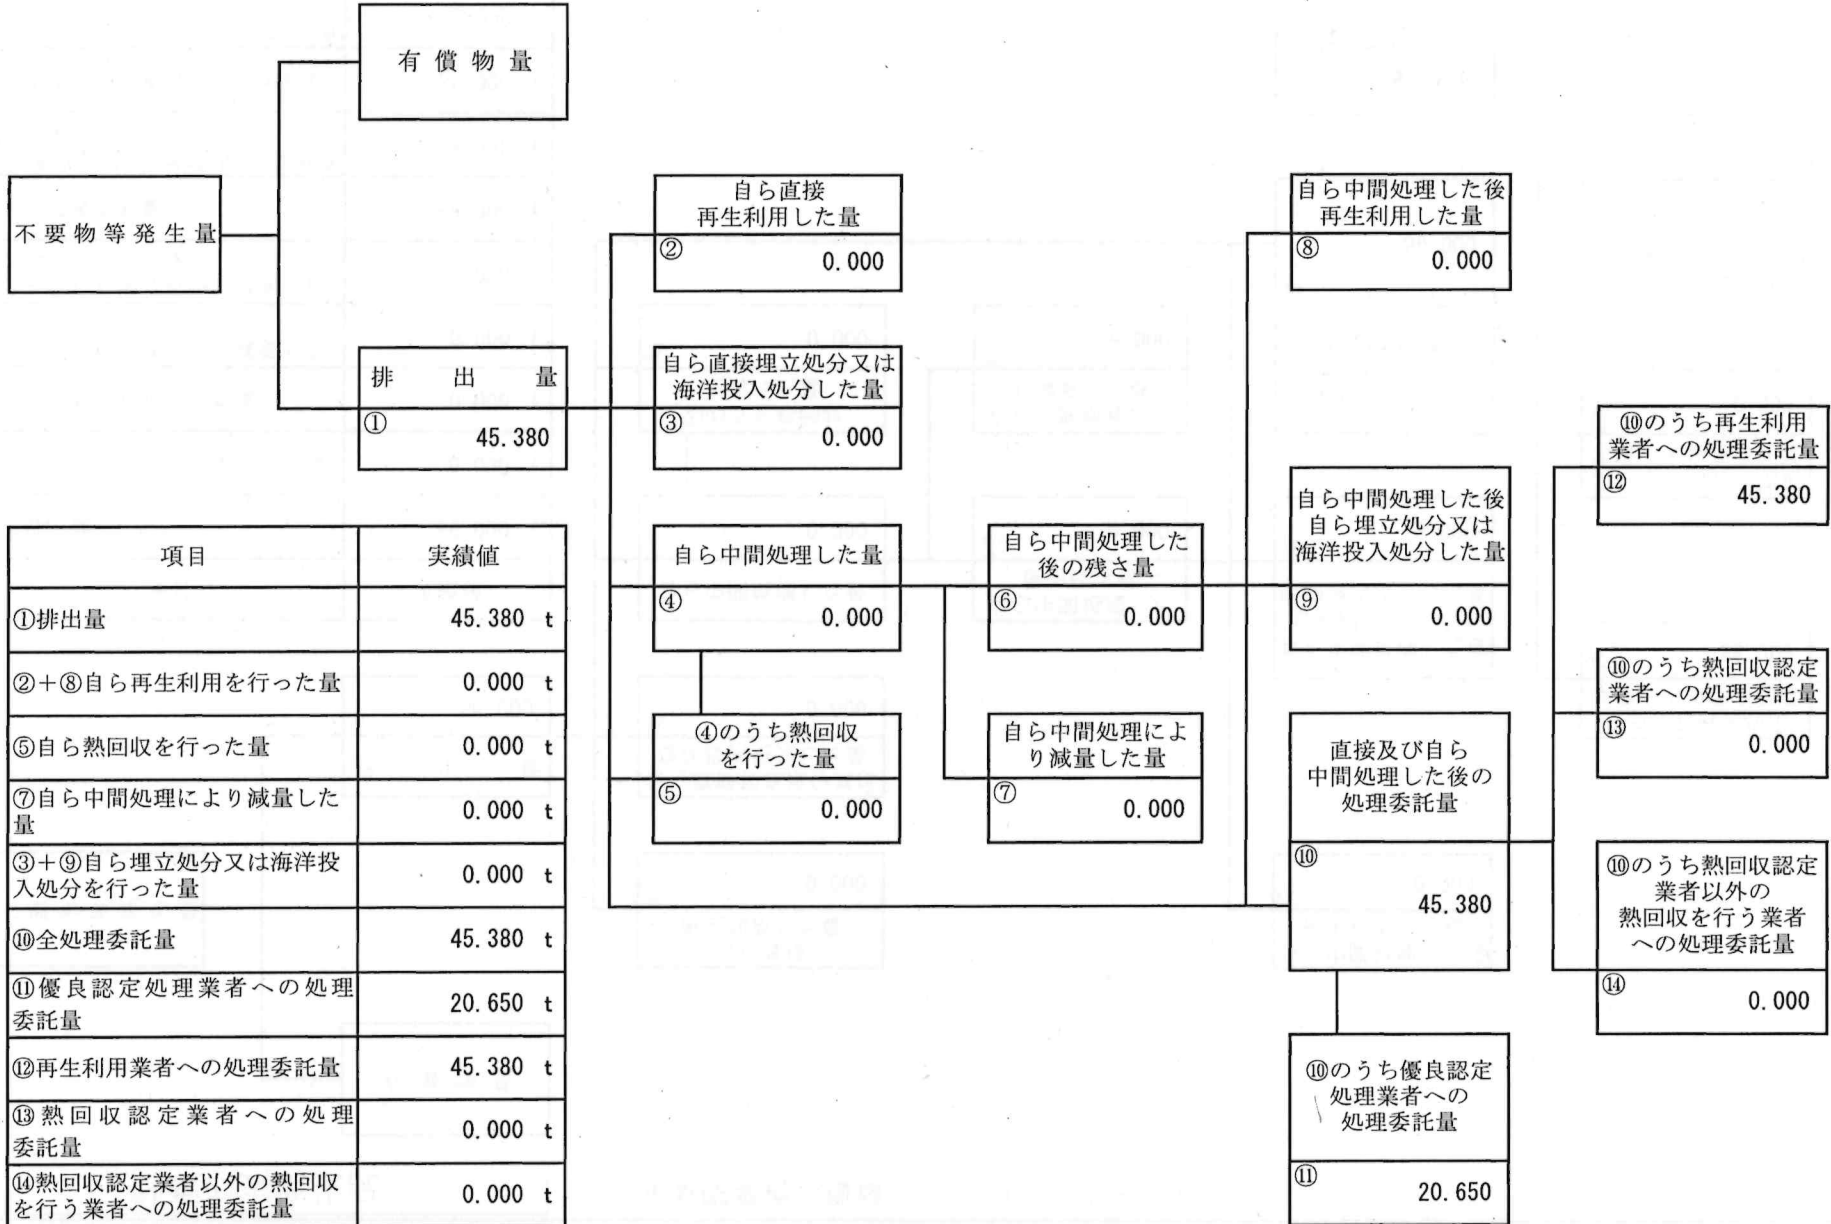 有償物量
不要物等発生量
排出量
① 45.380
自ら直接
再生利用した量
② 0.000
自ら直接埋立処分又は
海洋投入処分した量
③ 0.000
自ら中間処理した量
④ 0.000
④のうち熱回収
を行った量
⑤ 0.000
自ら中間処理した
後の残さ量
⑥ 0.000
自ら中間処理によ
り減量した量
⑦ 0.000
自ら中間処理した後
再生利用した量
⑧ 0.000
自ら中間処理した後
自ら埋立処分又は
海洋投入処分した量
⑨ 0.000
直接及び自ら
中間処理した後の
処理委託量
⑩
45.380
⑩のうち優良認定
処理業者への
処理委託量
⑪ 20.650
⑩のうち再生利用
業者への処理委託量
⑫ 45.380
⑩のうち熱回収認定
業者への処理委託量
⑬ 0.000
⑩のうち熱回収認定
業者以外の
熱回収を行う業者
への処理委託量
⑭ 0.000
項目 実績値
①排出量 45.380 t
②+⑧自ら再生利用を行った量 0.000 t
⑤自ら熱回収を行った量 0.000 t
⑦自ら中間処理により減量した
量 0.000 t
③+⑨自ら埋立処分又は海洋投
入処分を行った量 0.000 t
⑩全処理委託量 45.380 t
⑪優良認定処理業者への処理
委託量 20.650 t
⑫再生利用業者への処理委託量 45.380 t
⑬熱回収認定業者への処理
委託量 0.000 t
⑭熱回収認定業者以外の熱回収
を行う業者への処理委託量 0.000 t